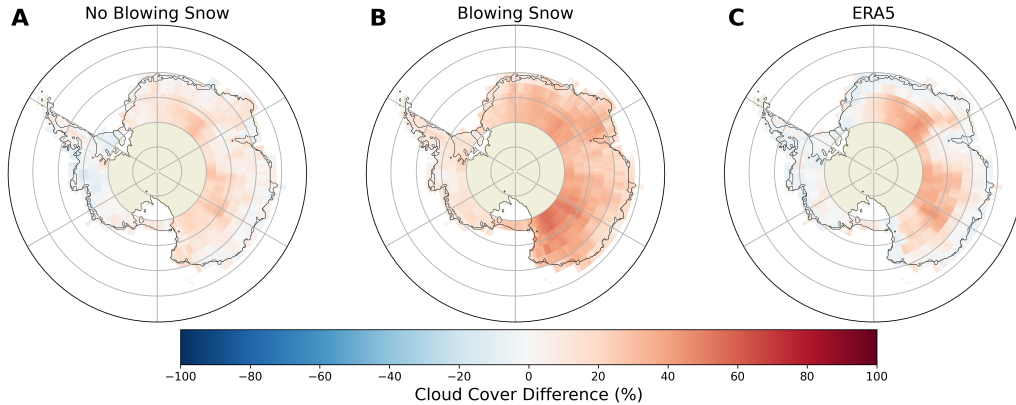 A No Blowing Snow
B Blowing Snow
C ERA5
−100 −80 −60 −40 −20 0 20 40 60 80 100
Cloud Cover Difference (%)